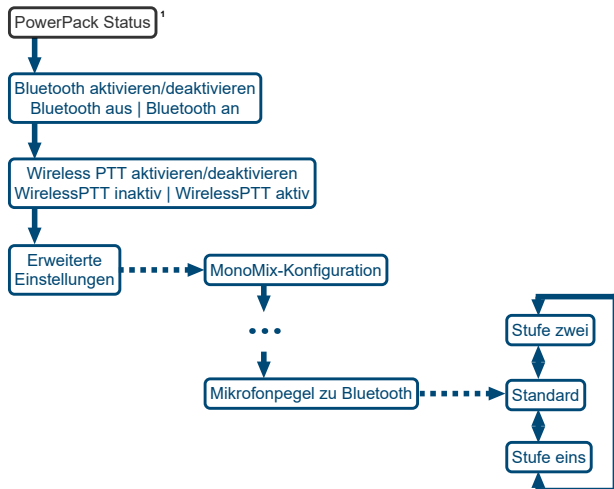 PowerPack Status ¹
Bluetooth aktivieren/deaktivieren
Bluetooth aus | Bluetooth an
Wireless PTT aktivieren/deaktivieren
WirelessPTT inaktiv | WirelessPTT aktiv
Erweiterte
Einstellungen
MonoMix-Konfiguration
...
Mikrofonpegel zu Bluetooth
Stufe zwei
Standard
Stufe eins